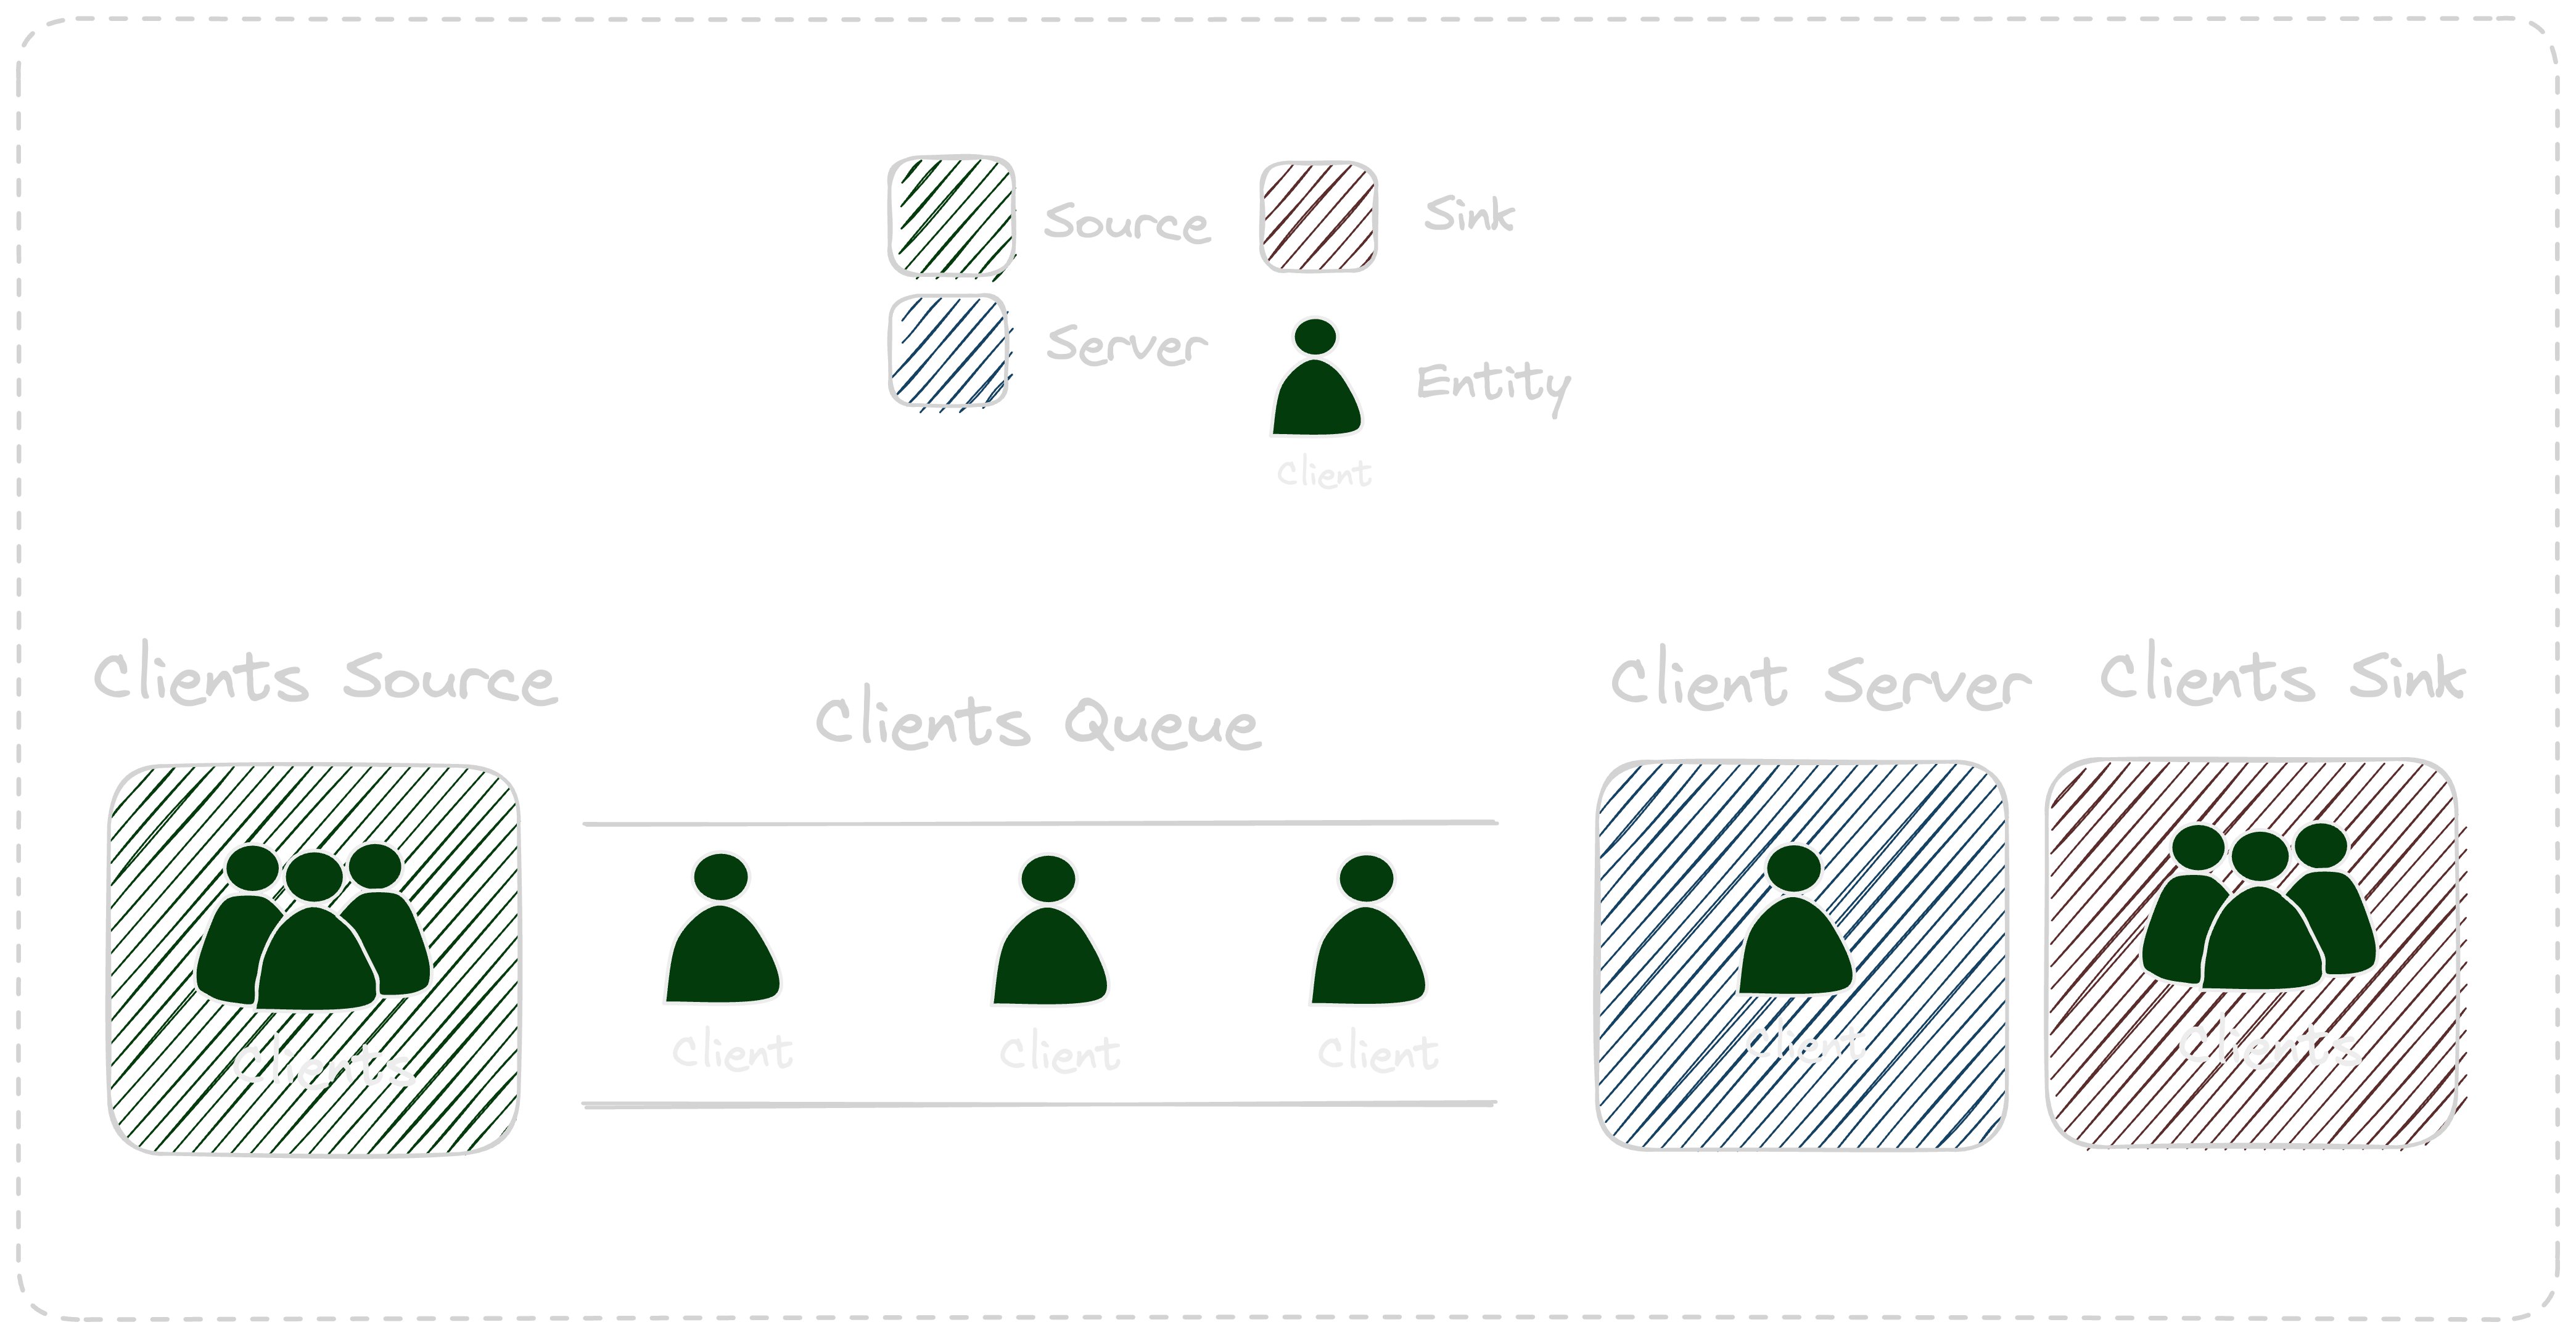 Source
Sink
Server
Entity
Client
Clients Source
Clients Queue
Client Server
Clients Sink
Clients
Client
Client
Client
Client
Clients